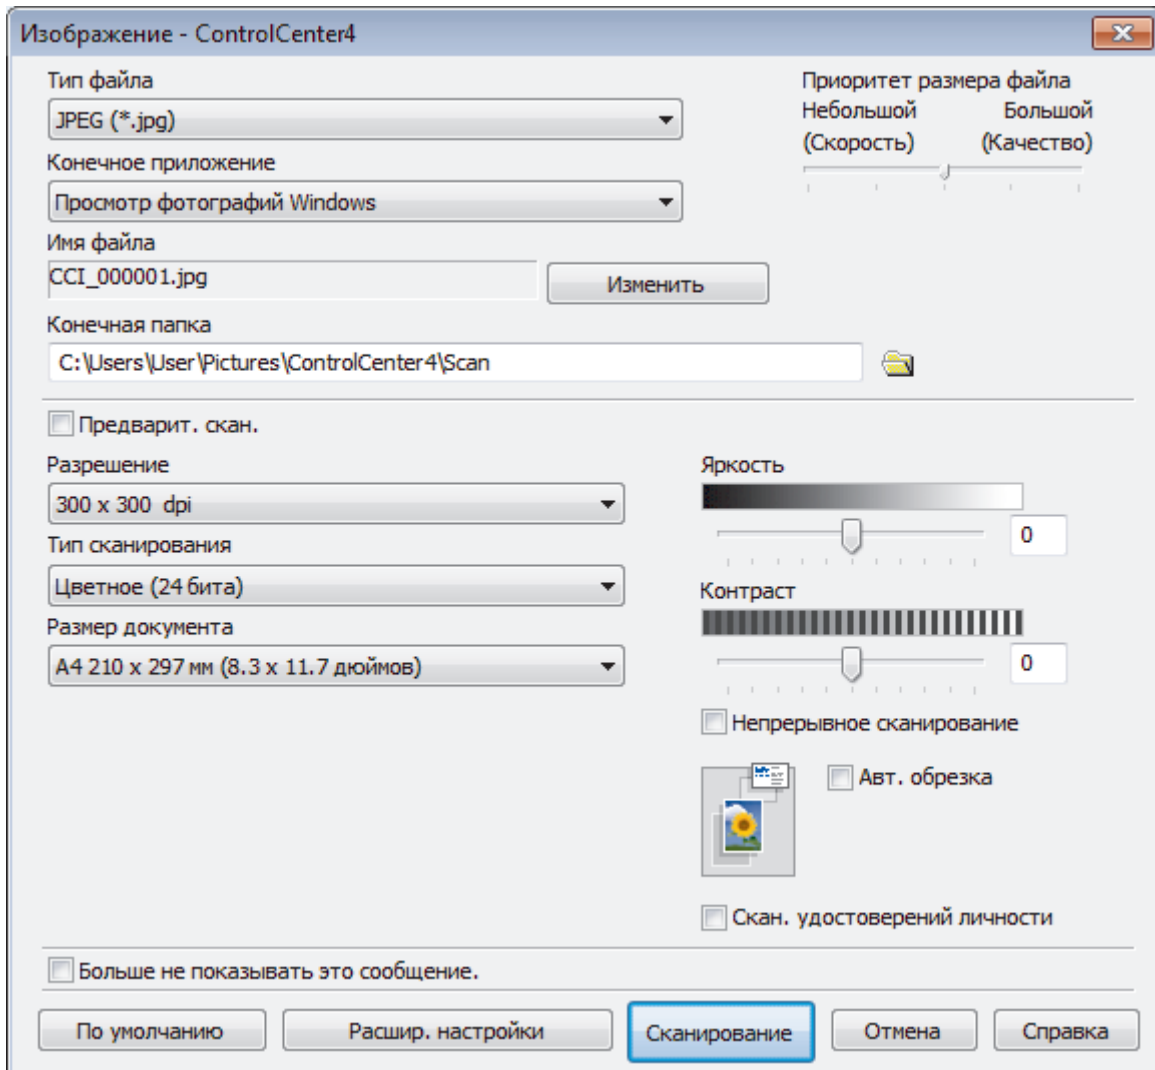 Изображение - ControlCenter4
Тип файла
JPEG (*.jpg)
Приоритет размера файла
Небольшой Большой
(Скорость) (Качество)
Конечное приложение
Просмотр фотографий Windows
Имя файла
CCI_000001.jpg
Изменить
Конечная папка
C:\Users\User\Pictures\ControlCenter4\Scan
Предварит. скан.
Разрешение
300 x 300 dpi
Тип сканирования
Цветное (24 бита)
Размер документа
A4 210 x 297 мм (8.3 x 11.7 дюймов)
Яркость
0
Контраст
0
Непрерывное сканирование
Авт. обрезка
Скан. удостоверений личности
Больше не показывать это сообщение.
По умолчанию Расшир. настройки Сканирование Отмена Справка